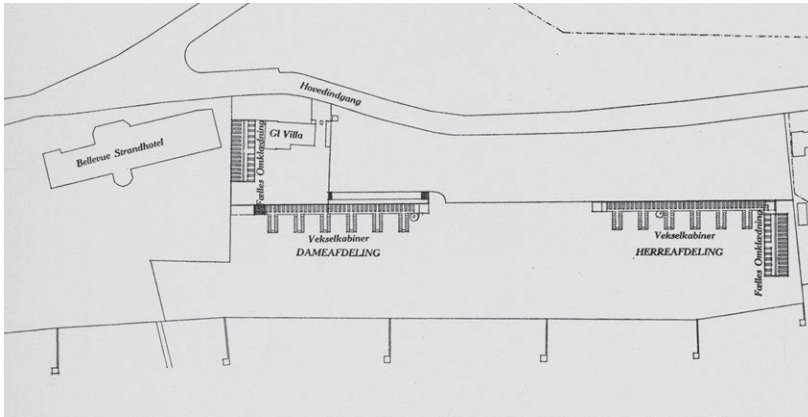 Hovedindgang
Bellevue Strandhotel
Gl Villa
Fælles Omklædning
Vekselkabiner
DAMEAFDELING
Vekselkabiner
HERREAFDELING
Fælles Omklædning